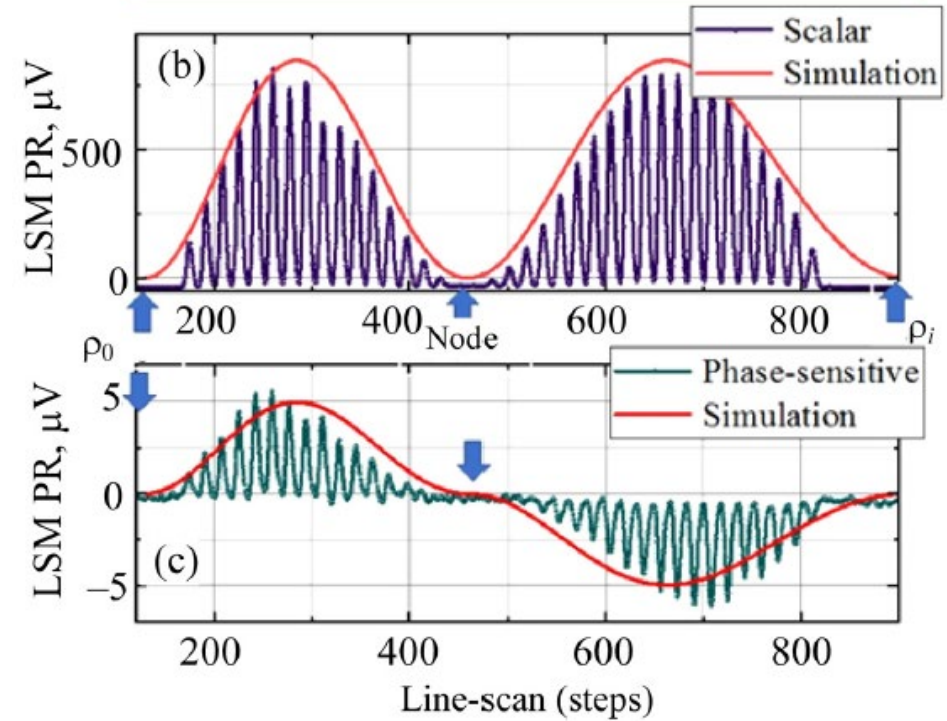 (b)
Scalar
Simulation
LSM PR, µV
500
0
200 400 Node 600 800
ρ0 ρi
Phase-sensitive
Simulation
(c)
LSM PR, µV
5
0
–5
200 400 600 800
Line-scan (steps)